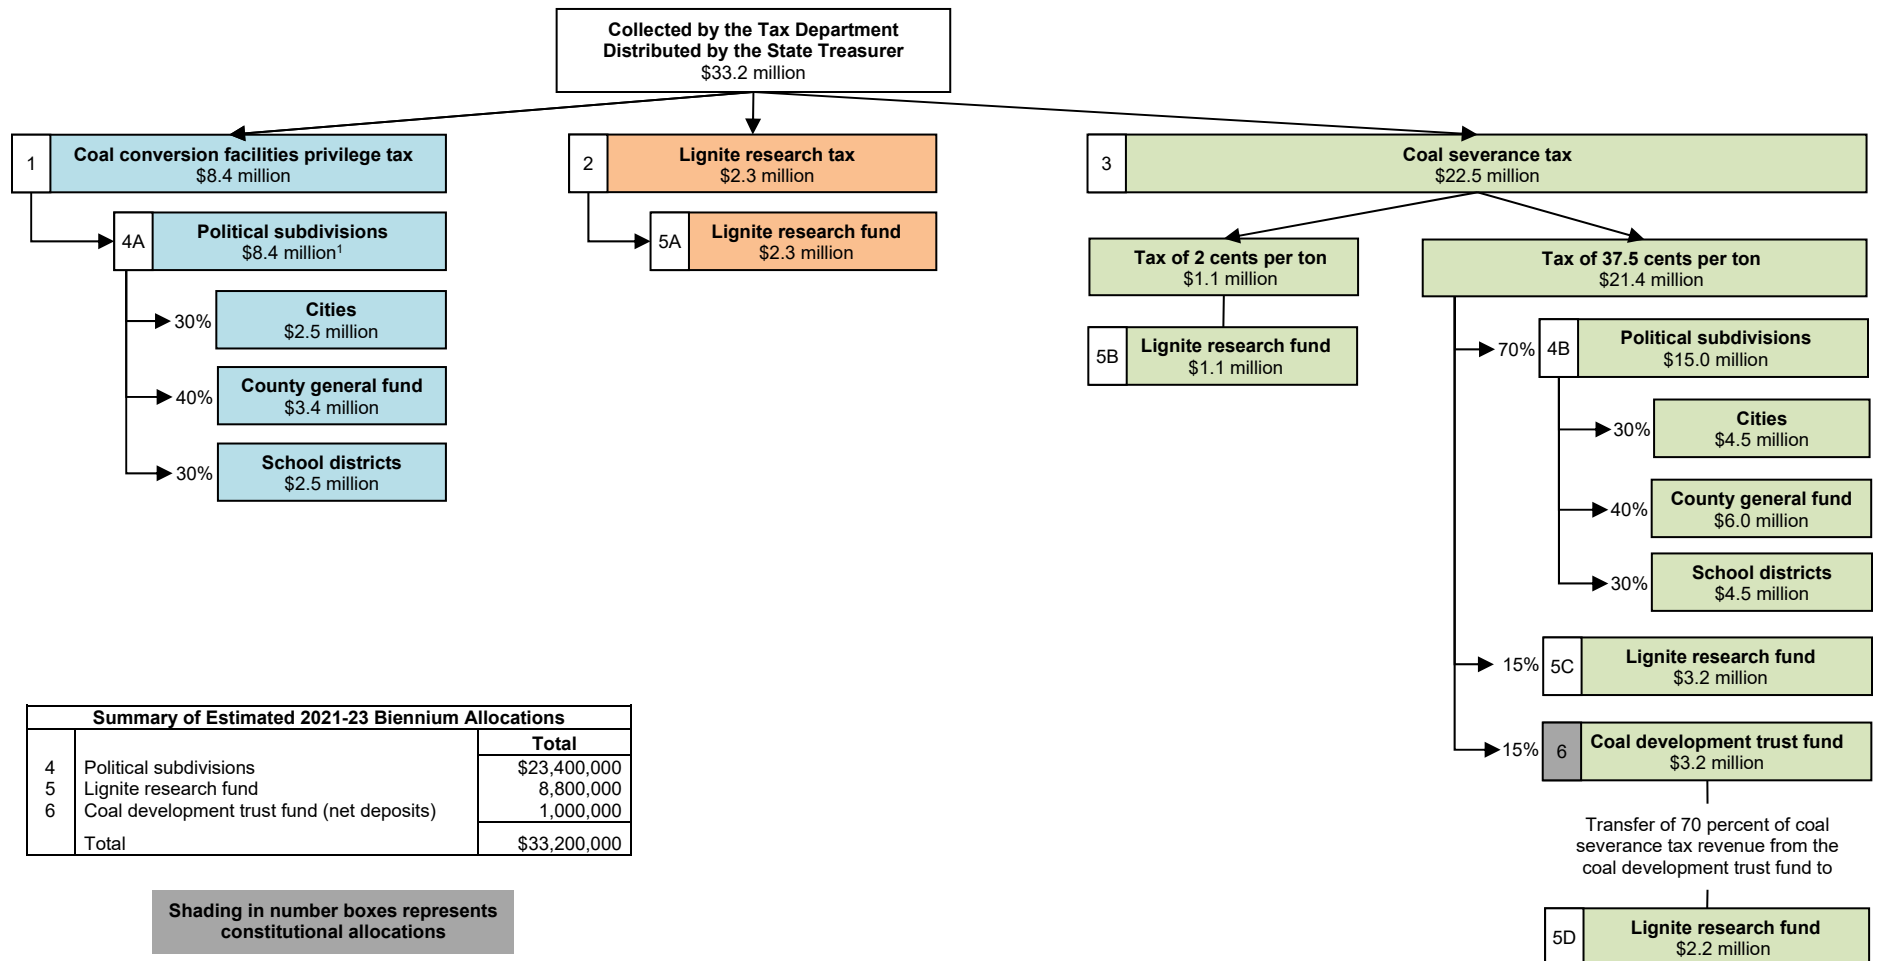 Collected by the Tax Department
Distributed by the State Treasurer
$33.2 million
1
Coal conversion facilities privilege tax
$8.4 million
4A
Political subdivisions
$8.4 million¹
30%
Cities
$2.5 million
40%
County general fund
$3.4 million
30%
School districts
$2.5 million
2
Lignite research tax
$2.3 million
5A
Lignite research fund
$2.3 million
3
Coal severance tax
$22.5 million
Tax of 2 cents per ton
$1.1 million
5B
Lignite research fund
$1.1 million
Tax of 37.5 cents per ton
$21.4 million
70%
4B
Political subdivisions
$15.0 million
30%
Cities
$4.5 million
40%
County general fund
$6.0 million
30%
School districts
$4.5 million
15%
5C
Lignite research fund
$3.2 million
15%
6
Coal development trust fund
$3.2 million
Transfer of 70 percent of coal
severance tax revenue from the
coal development trust fund to
5D
Lignite research fund
$2.2 million
Summary of Estimated 2021-23 Biennium Allocations
Total
4 Political subdivisions $23,400,000
5 Lignite research fund 8,800,000
6 Coal development trust fund (net deposits) 1,000,000
Total $33,200,000
Shading in number boxes represents
constitutional allocations